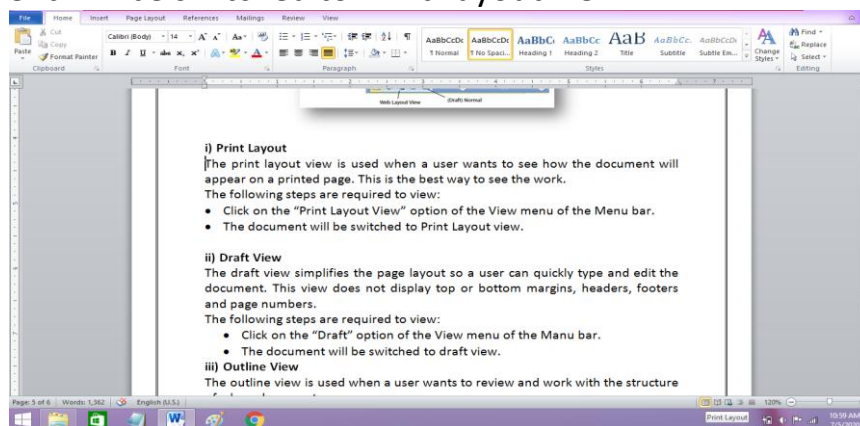 File Home Insert Page Layout References Mailings Review View
Cut
Copy
Format Painter
Paste
Calibri (Body) 14
AaBbCcDc AaBbCcDc AaBbC AaBbCc AaB AaBbCc. AaBbCcDc
¶ Normal ¶ No Spaci... Heading 1 Heading 2 Title Subtitle Subtle Em...
Change Styles
Find
Replace
Select
Clipboard Font Paragraph Styles Editing
Web Layout View (Draft) Normal
i) Print Layout
The print layout view is used when a user wants to see how the document will
appear on a printed page. This is the best way to see the work.
The following steps are required to view:
• Click on the “Print Layout View” option of the View menu of the Menu bar.
• The document will be switched to Print Layout view.
ii) Draft View
The draft view simplifies the page layout so a user can quickly type and edit the
document. This view does not display top or bottom margins, headers, footers
and page numbers.
The following steps are required to view:
• Click on the “Draft” option of the View menu of the Manu bar.
• The document will be switched to draft view.
iii) Outline View
The outline view is used when a user wants to review and work with the structure
Page: 5 of 6 Words: 1,362 English (U.S.) 120%
Print Layout
10:59 AM